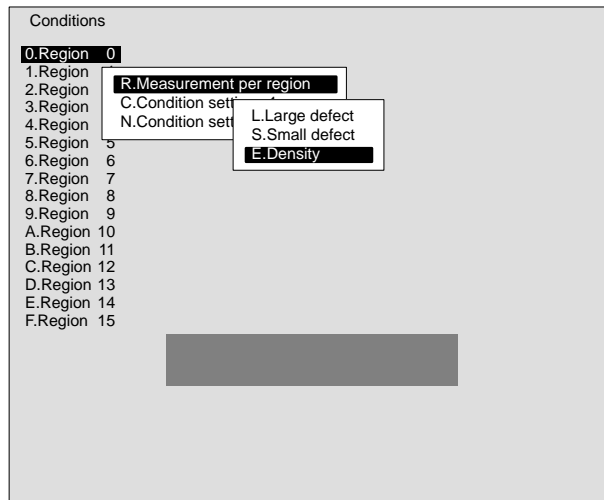 Conditions
0.Region 0
1.Region
2.Region
3.Region
4.Region
5.Region 5
6.Region 6
7.Region 7
8.Region 8
9.Region 9
A.Region 10
B.Region 11
C.Region 12
D.Region 13
E.Region 14
F.Region 15
R.Measurement per region
C.Condition
N.Condition
L.Large defect
S.Small defect
E.Density